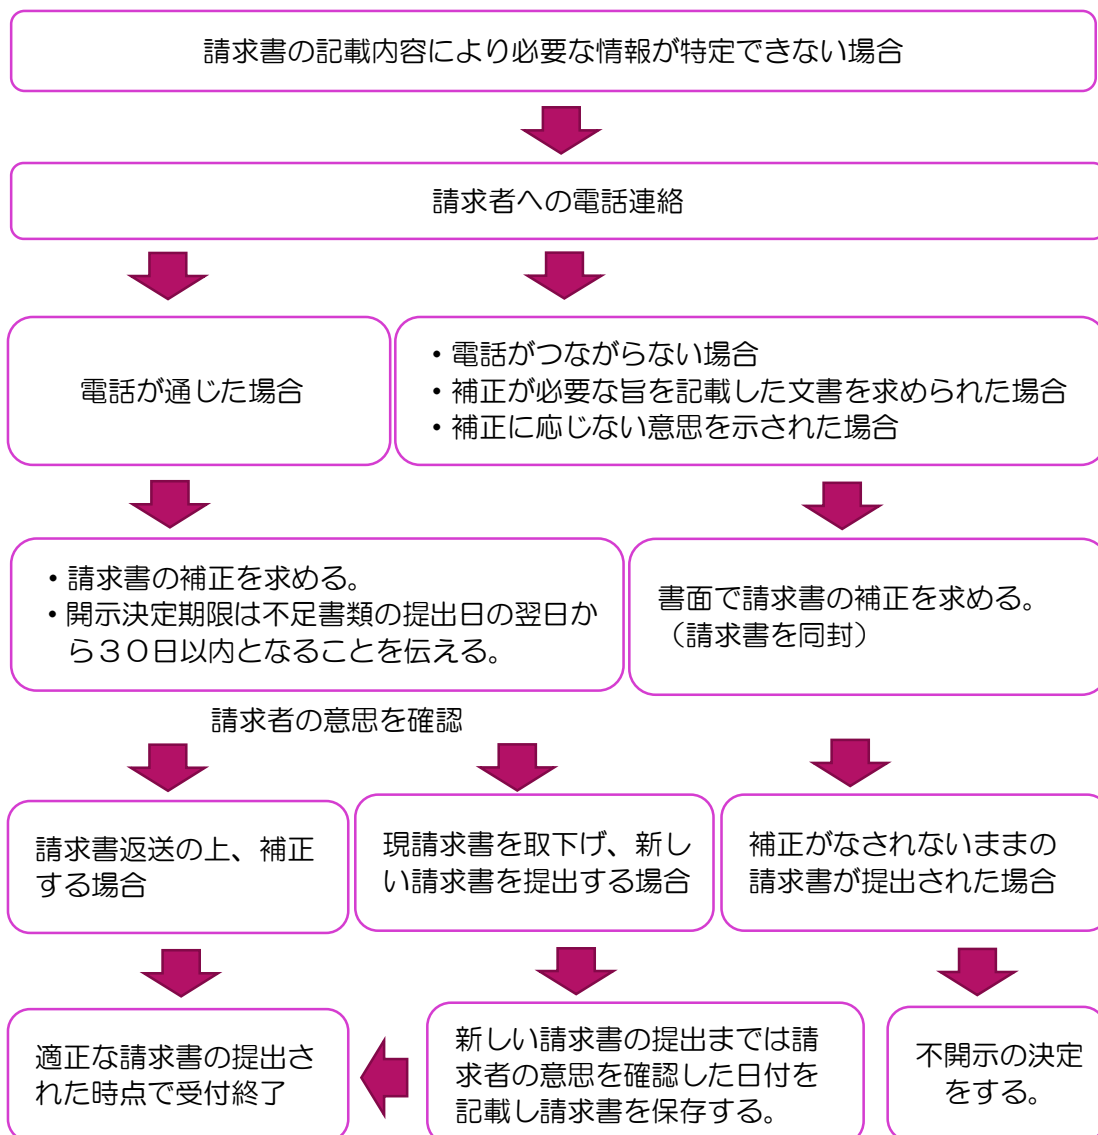 請求書の記載内容により必要な情報が特定できない場合
請求者への電話連絡
電話が通じた場合
・電話がつながらない場合
・補正が必要な旨を記載した文書を求められた場合
・補正に応じない意思を示された場合
・請求書の補正を求める。
・開示決定期限は不足書類の提出日の翌日か
ら３０日以内となることを伝える。
書面で請求書の補正を求める。
（請求書を同封）
請求者の意思を確認
請求書返送の上、補正
する場合
現請求書を取下げ、新し
い請求書を提出する場合
補正がなされないままの
請求書が提出された場合
適正な請求書の提出さ
れた時点で受付終了
新しい請求書の提出までは請
求者の意思を確認した日付を
記載し請求書を保存する。
不開示の決定
をする。